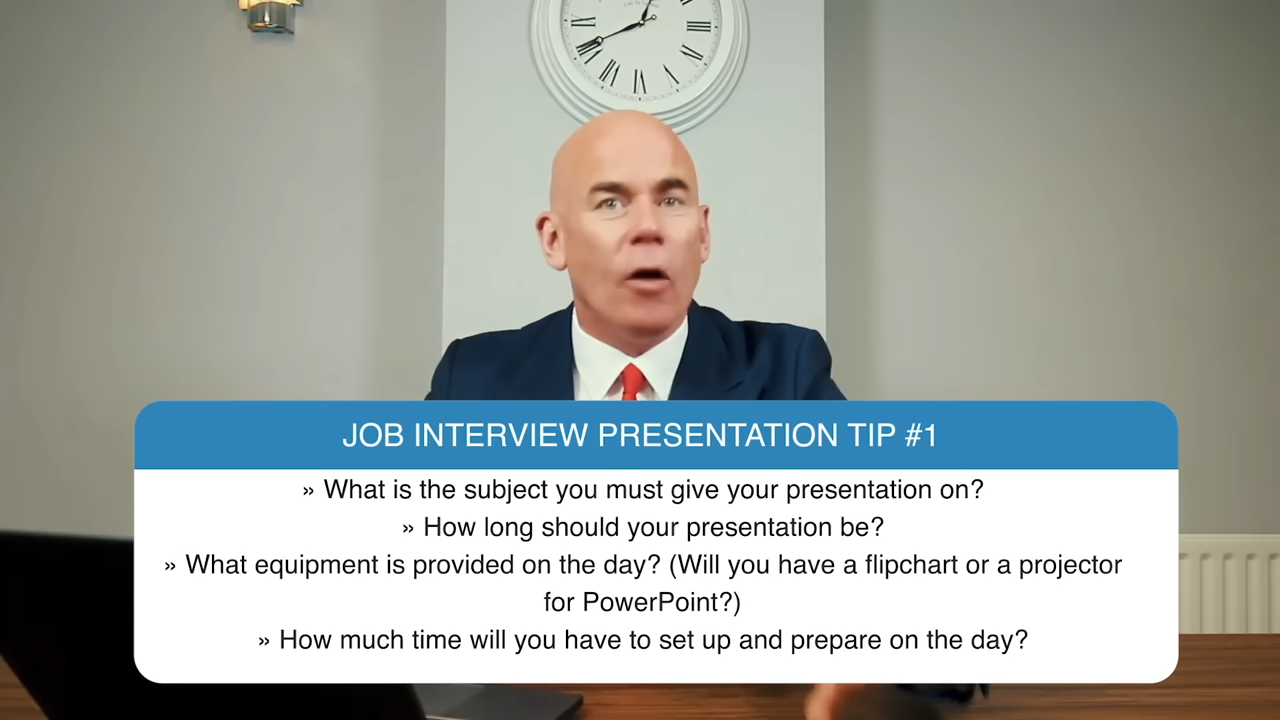 JOB INTERVIEW PRESENTATION TIP #1
» What is the subject you must give your presentation on?
» How long should your presentation be?
» What equipment is provided on the day? (Will you have a flipchart or a projector
for PowerPoint?)
» How much time will you have to set up and prepare on the day?